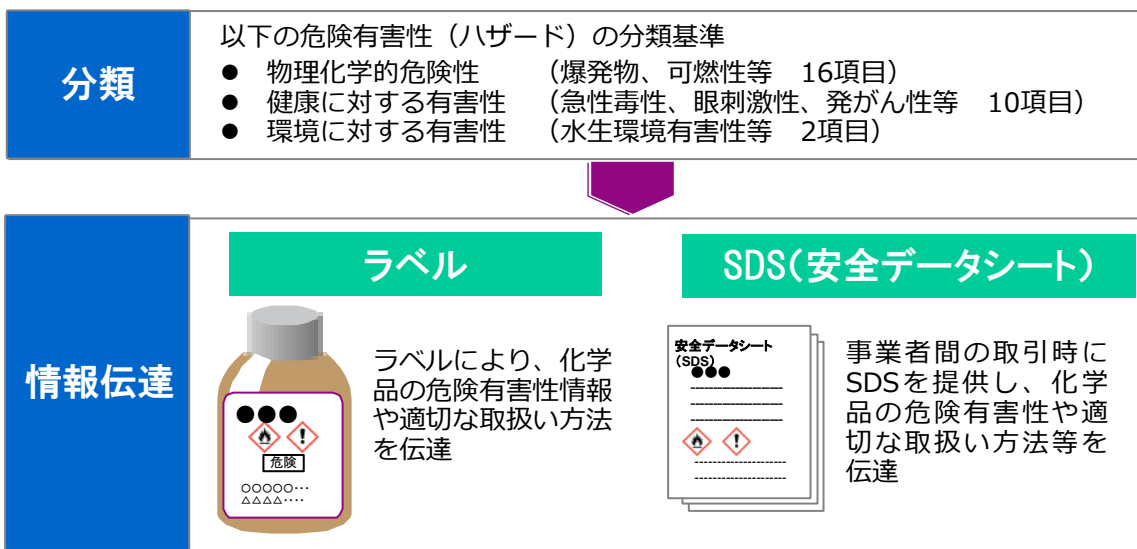 分類
以下の危険有害性（ハザード）の分類基準
● 物理化学的危険性　（爆発物、可燃性等　16項目）
● 健康に対する有害性　（急性毒性、眼刺激性、発がん性等　10項目）
● 環境に対する有害性　（水生環境有害性等　2項目）
情報伝達
ラベル
●●●
危険
○○○○○…
△△△△….
ラベルにより、化学
品の危険有害性情報
や適切な取扱い方法
を伝達
SDS(安全データシート)
安全データシート
(SDS)
●●●
事業者間の取引時に
SDSを提供し、化学
品の危険有害性や適
切な取扱い方法等を
伝達